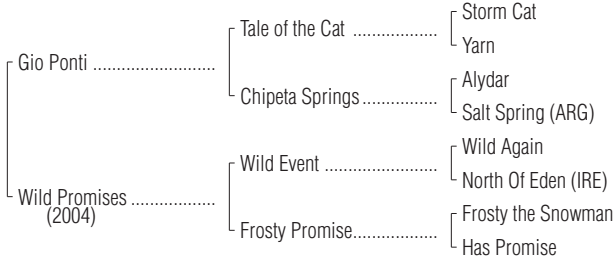 Storm Cat
Tale of the Cat ..................
Yarn
Gio Ponti ..........................
Alydar
Chipeta Springs................
Salt Spring (ARG)
Wild Again
Wild Event ........................
North Of Eden (IRE)
Wild Promises ..................
(2004)
Frosty the Snowman
Frosty Promise..................
Has Promise